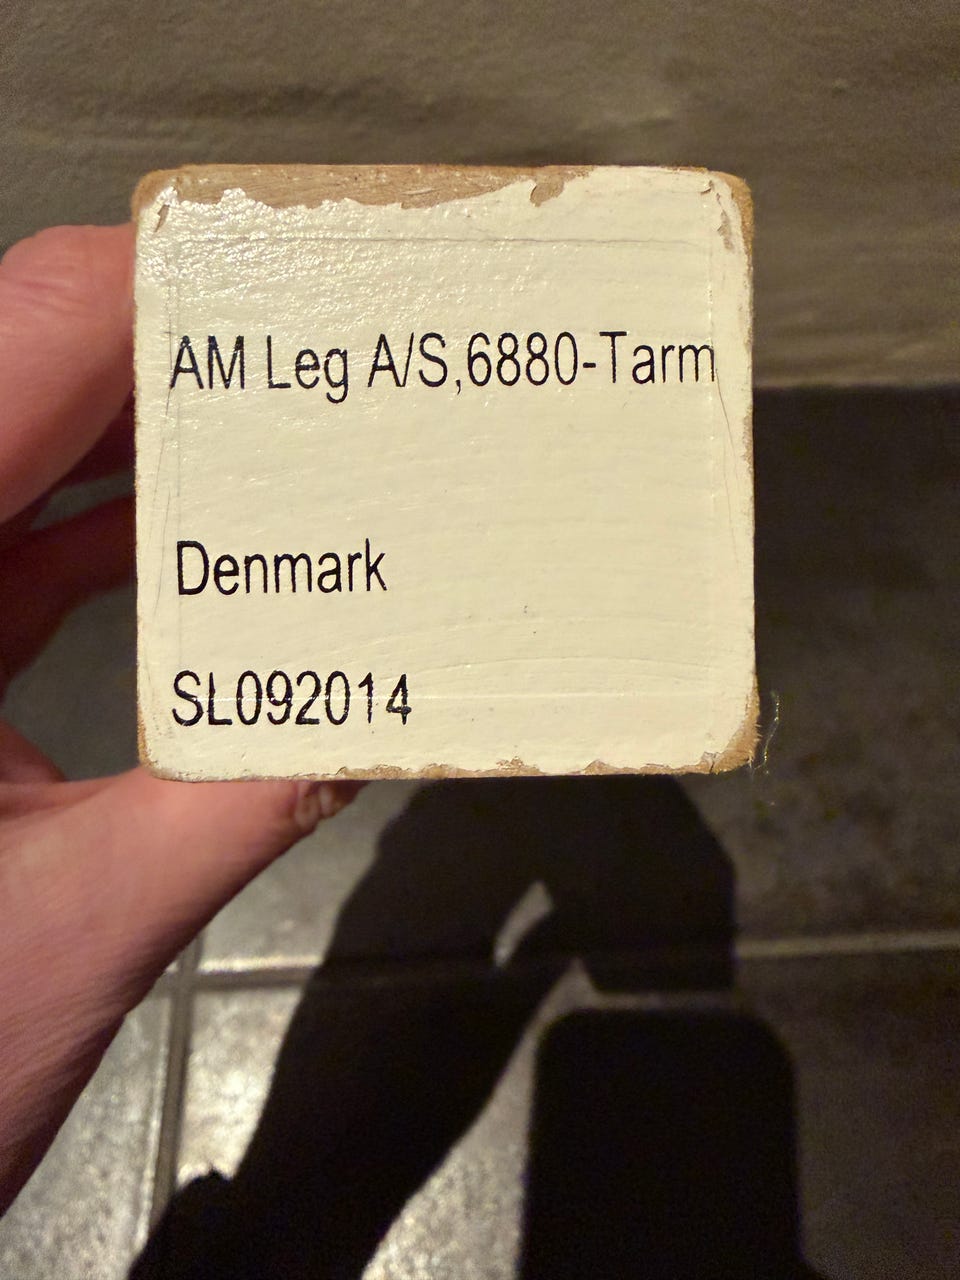 AM Leg A/S,6880-Tarm
Denmark
SL092014